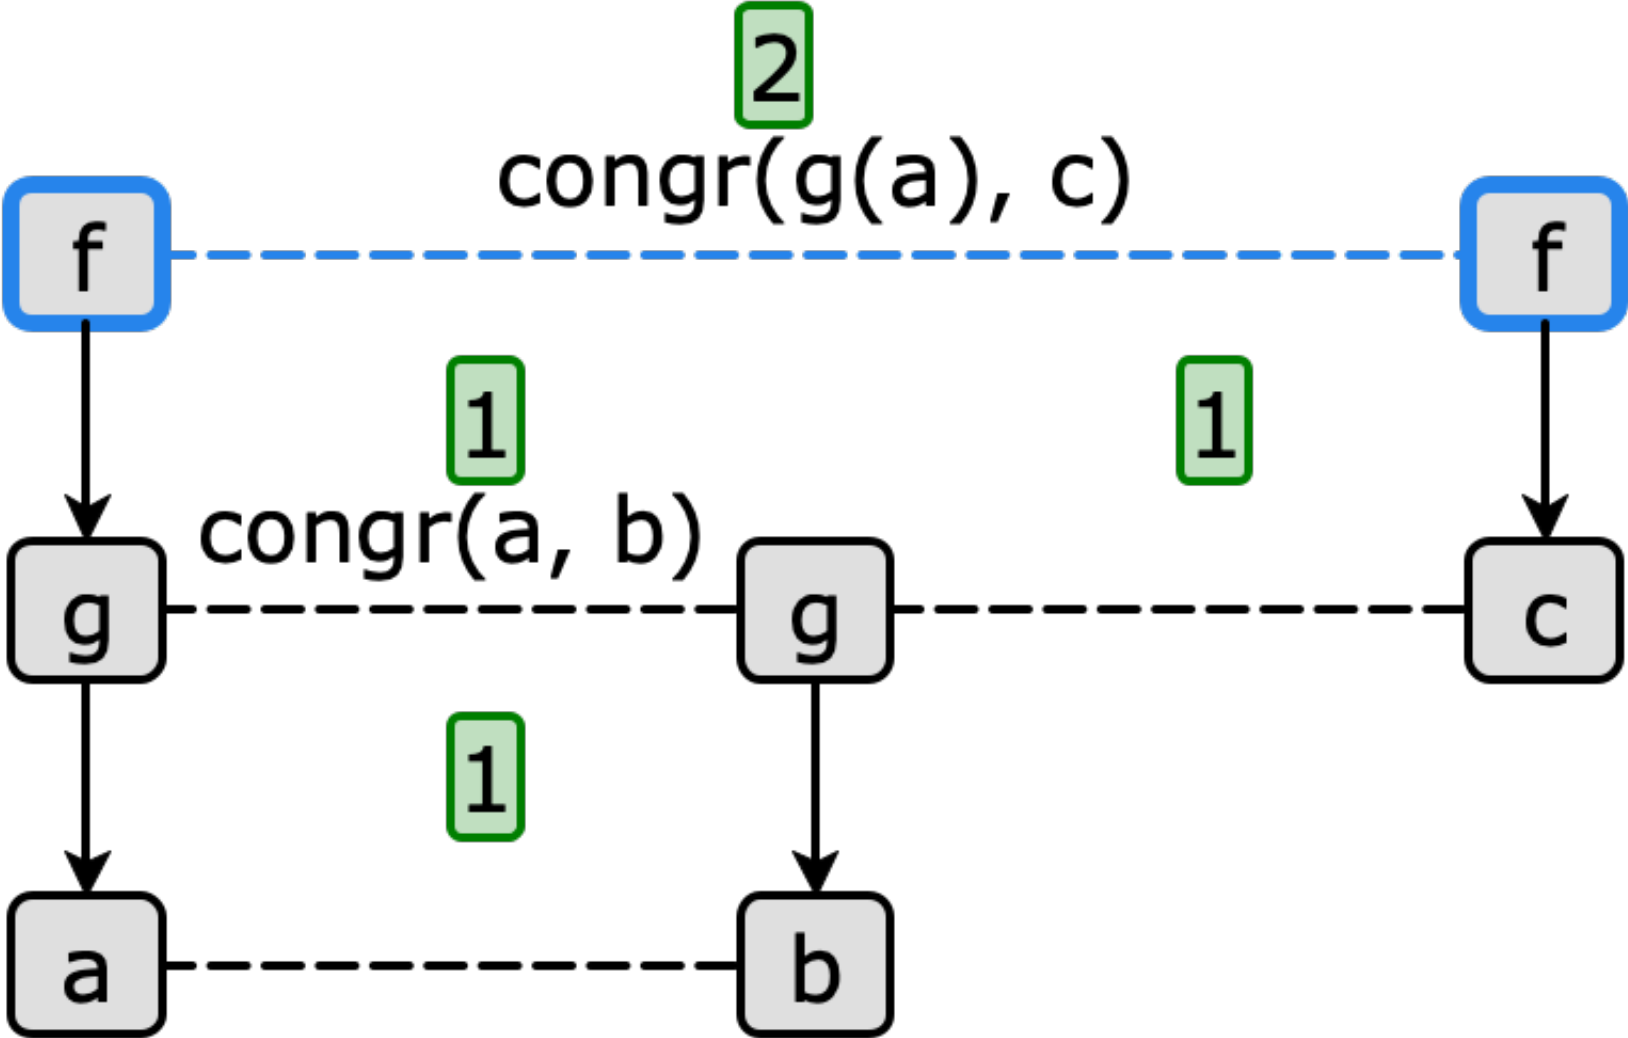 2
congr(g(a), c)
f f
1 1
congr(a, b)
g g c
1
a b